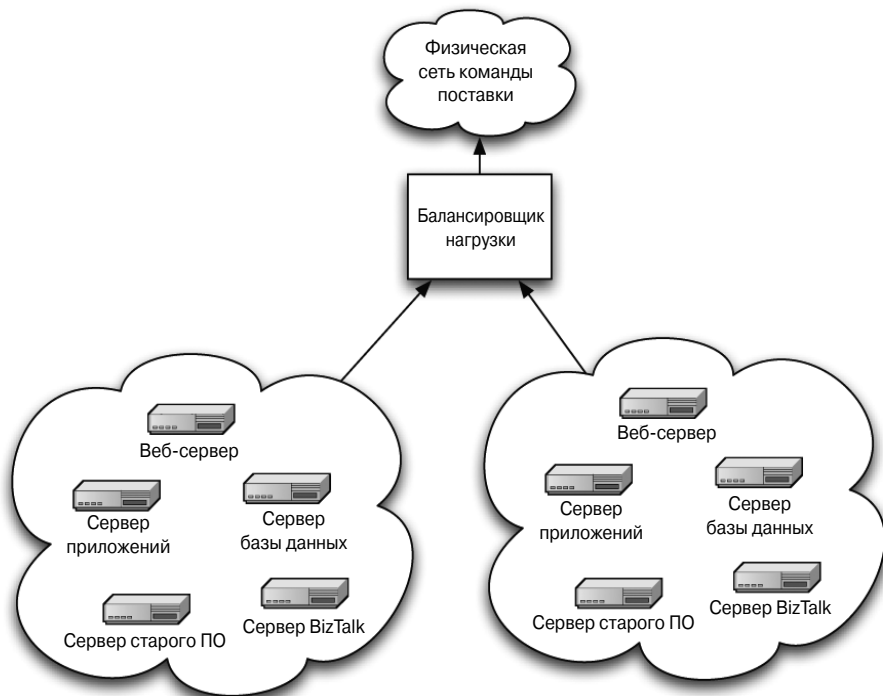 Физическая
сеть команды
поставки
Балансировщик
нагрузки
Веб-сервер
Сервер
приложений
Сервер
базы данных
Сервер старого ПО
Сервер BizTalk
Веб-сервер
Сервер
приложений
Сервер
базы данных
Сервер старого ПО
Сервер BizTalk